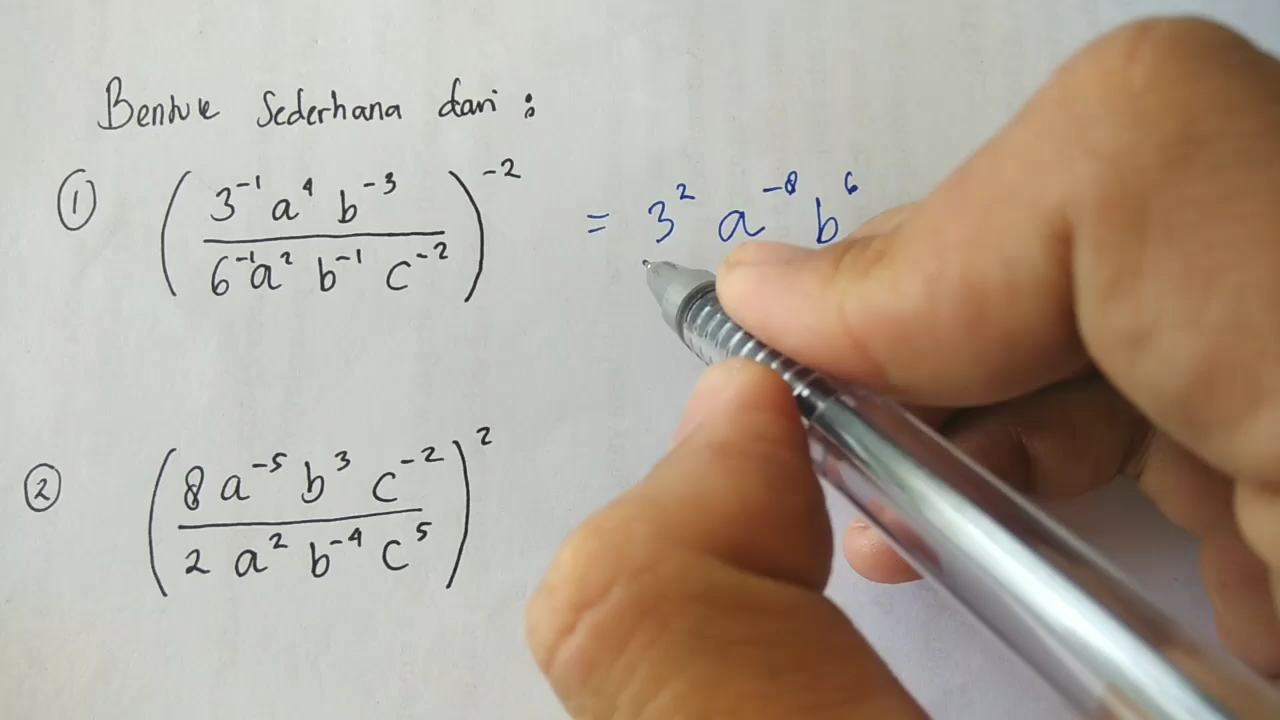 Bentuk Sederhana dari :
① (3⁻¹ a⁴ b⁻³ / 6⁻¹ a² b⁻¹ c⁻²)⁻² = 3² a⁻⁸ b⁶
② (8 a⁻⁵ b³ c⁻² / 2 a² b⁻⁴ c⁵)²